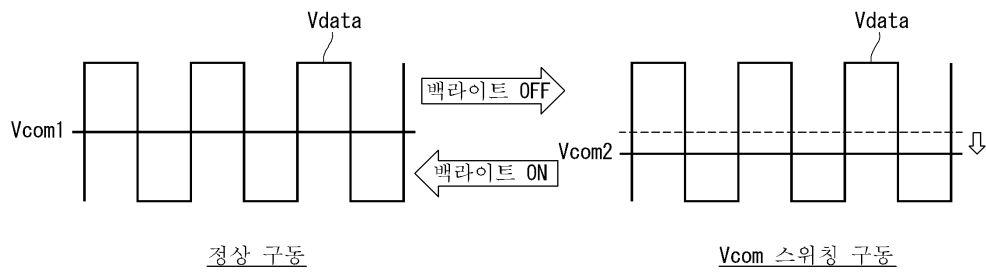 Vdata
Vdata
백라이트 OFF
Vcom1
Vcom2
백라이트 ON
정상 구동
Vcom 스위칭 구동